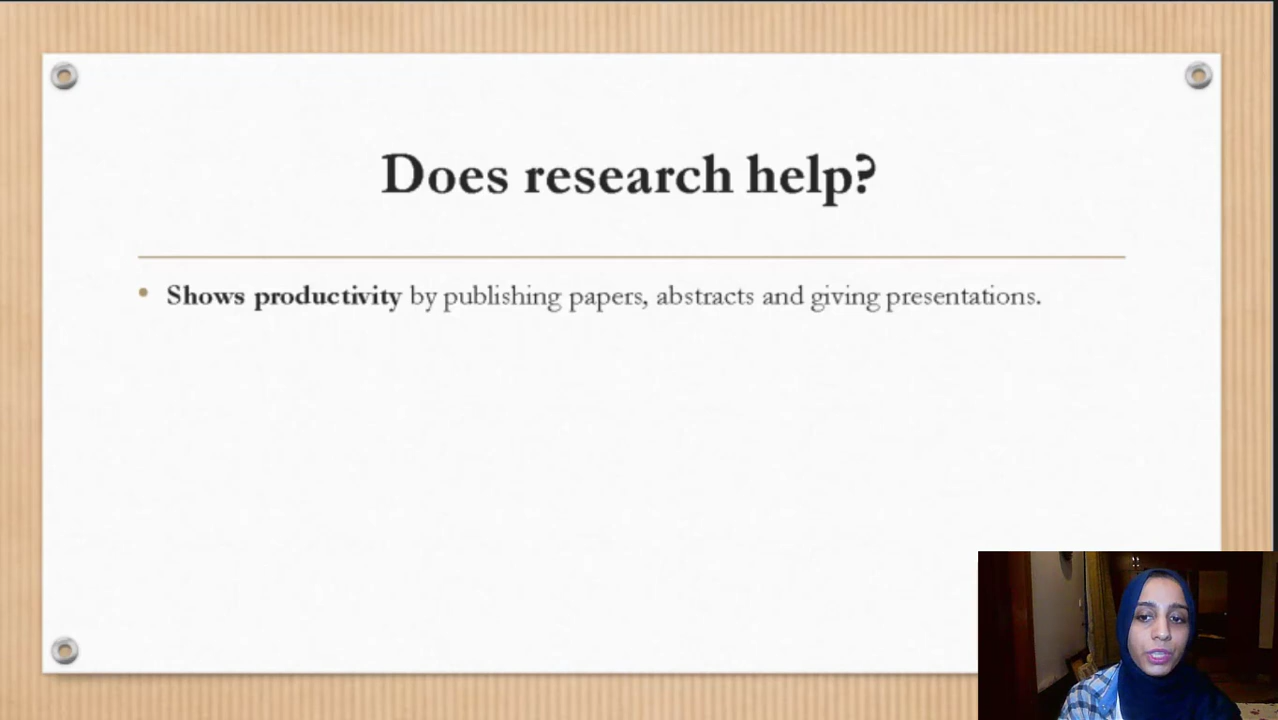 Does research help?
• Shows productivity by publishing papers, abstracts and giving presentations.